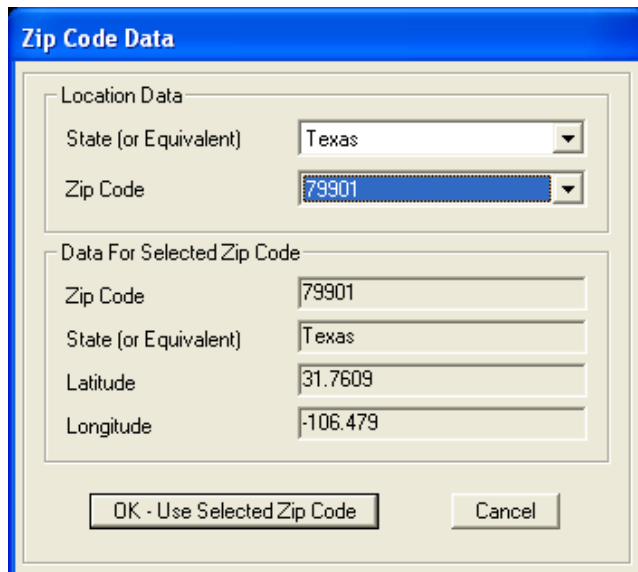 Zip Code Data
Location Data
State (or Equivalent) Texas
Zip Code 79901
Data For Selected Zip Code
Zip Code 79901
State (or Equivalent) Texas
Latitude 31.7609
Longitude -106.479
OK - Use Selected Zip Code Cancel